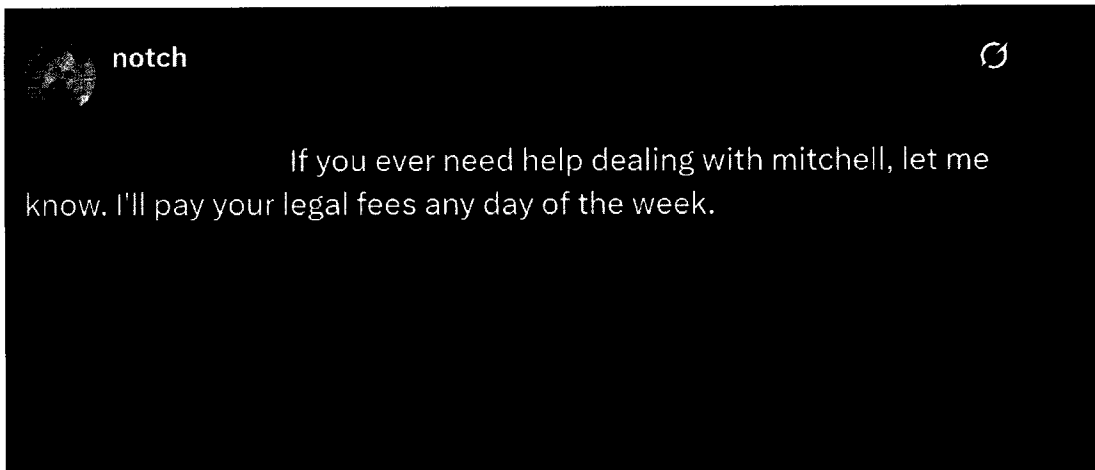 notch
If you ever need help dealing with mitchell, let me
know. I'll pay your legal fees any day of the week.